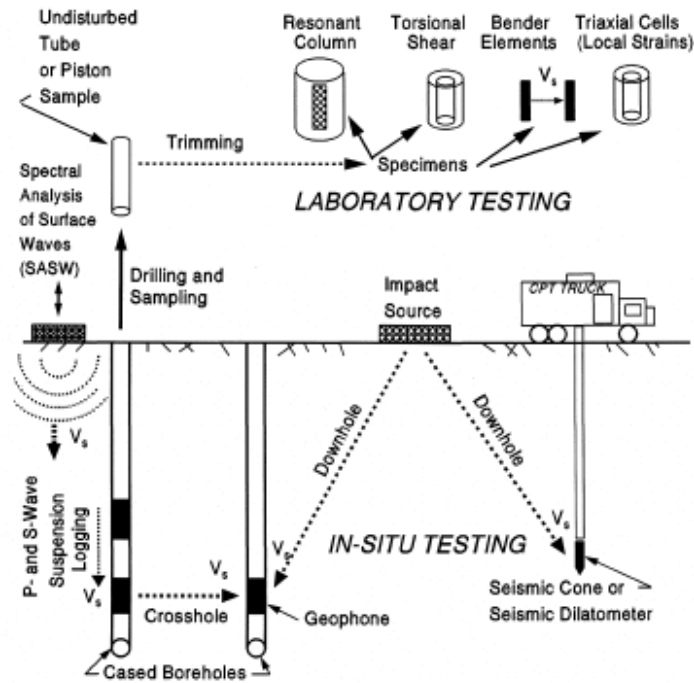 Undisturbed
Tube
or Piston
Sample
Resonant
Column
Torsional
Shear
Bender
Elements
Triaxial Cells
(Local Strains)
Vs
Trimming
Specimens
LABORATORY TESTING
Spectral
Analysis
of Surface
Waves
(SASW)
Drilling and
Sampling
Impact
Source
CPT TRUCK
Vs
Downhole
Downhole
P- and S-Wave
Suspension
Logging
Vs
Vs
Vs
Vs
IN-SITU TESTING
Crosshole
Geophone
Seismic Cone or
Seismic Dilatometer
Cased Boreholes